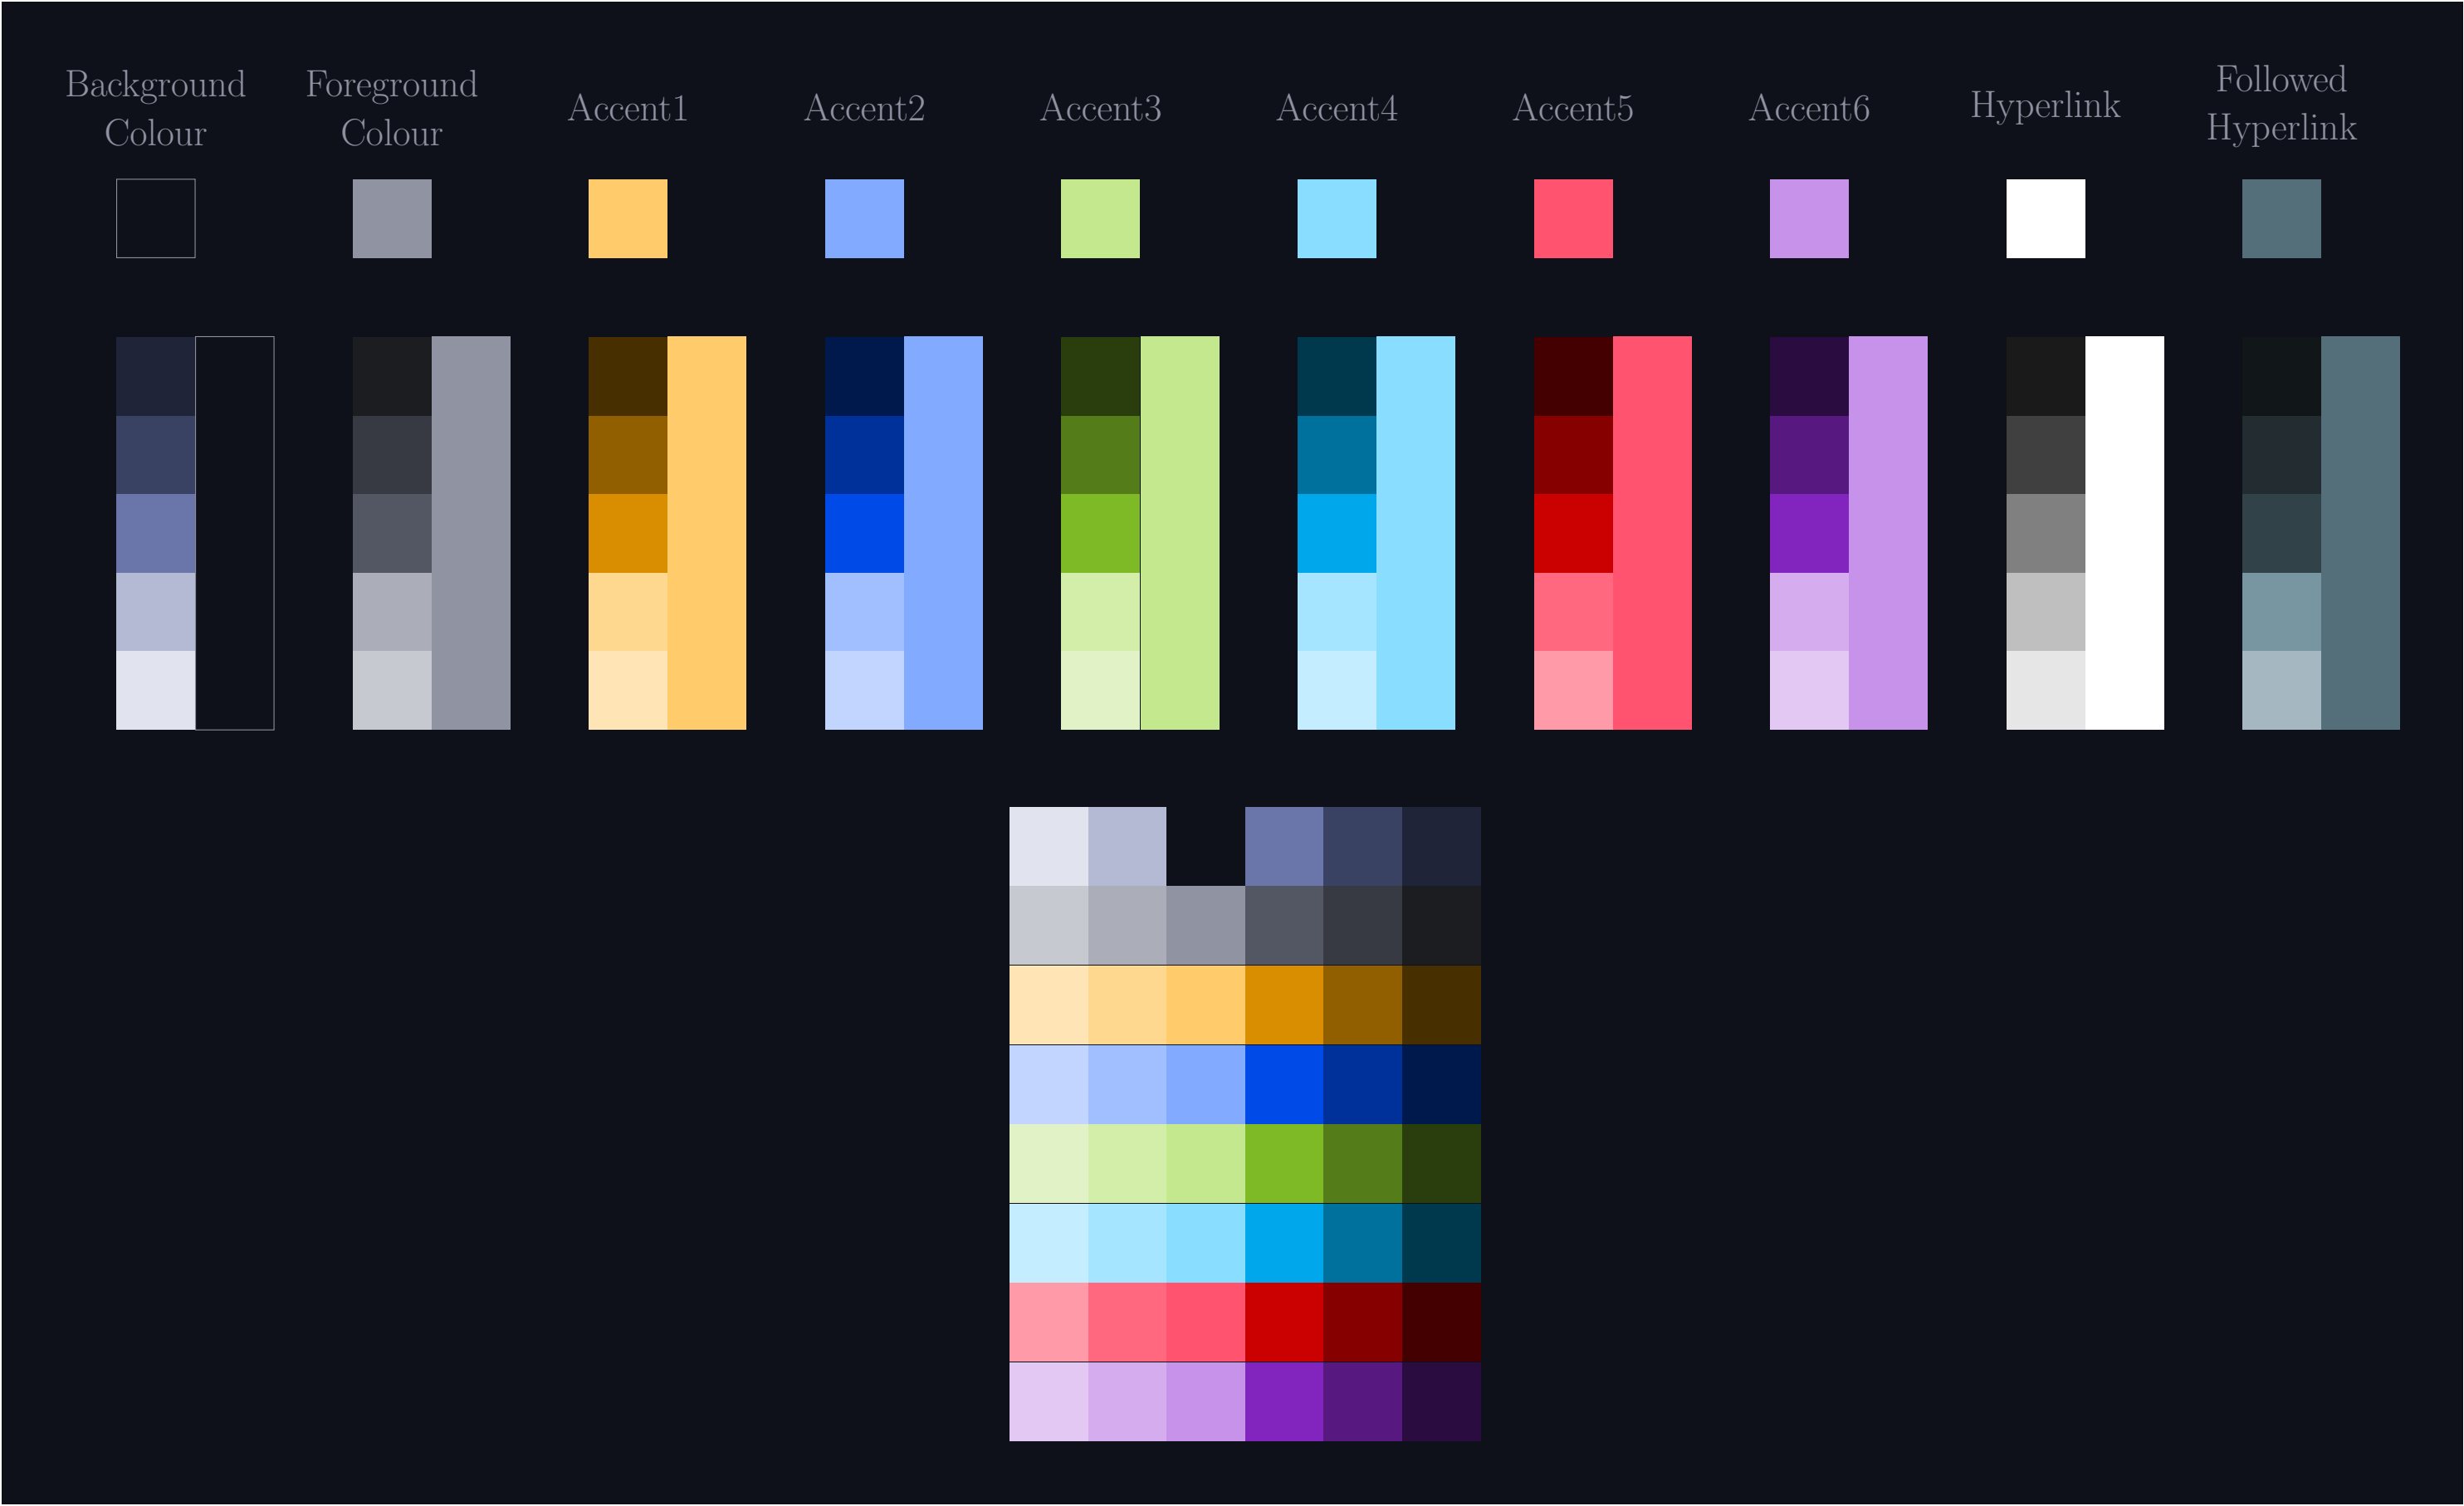 Background
Colour
Foreground
Colour
Accent1
Accent2
Accent3
Accent4
Accent5
Accent6
Hyperlink
Followed
Hyperlink